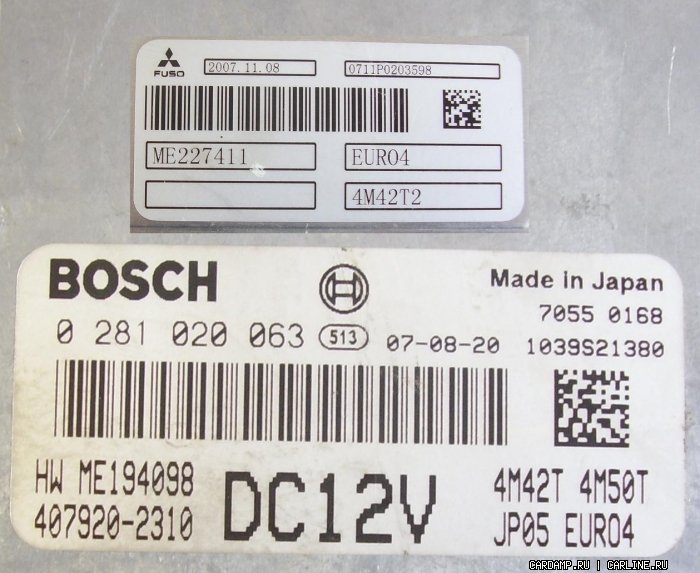 FUSO
2007.11.08
0711P0203598
ME227411
EURO4
4M42T2
BOSCH
Made in Japan
7055 0168
0 281 020 063 513 07-08-20 1039S21380
HW ME194098
407920-2310
DC12V
4M42T 4M50T
JP05 EURO4
CARDAMP.RU | CARLINE.RU